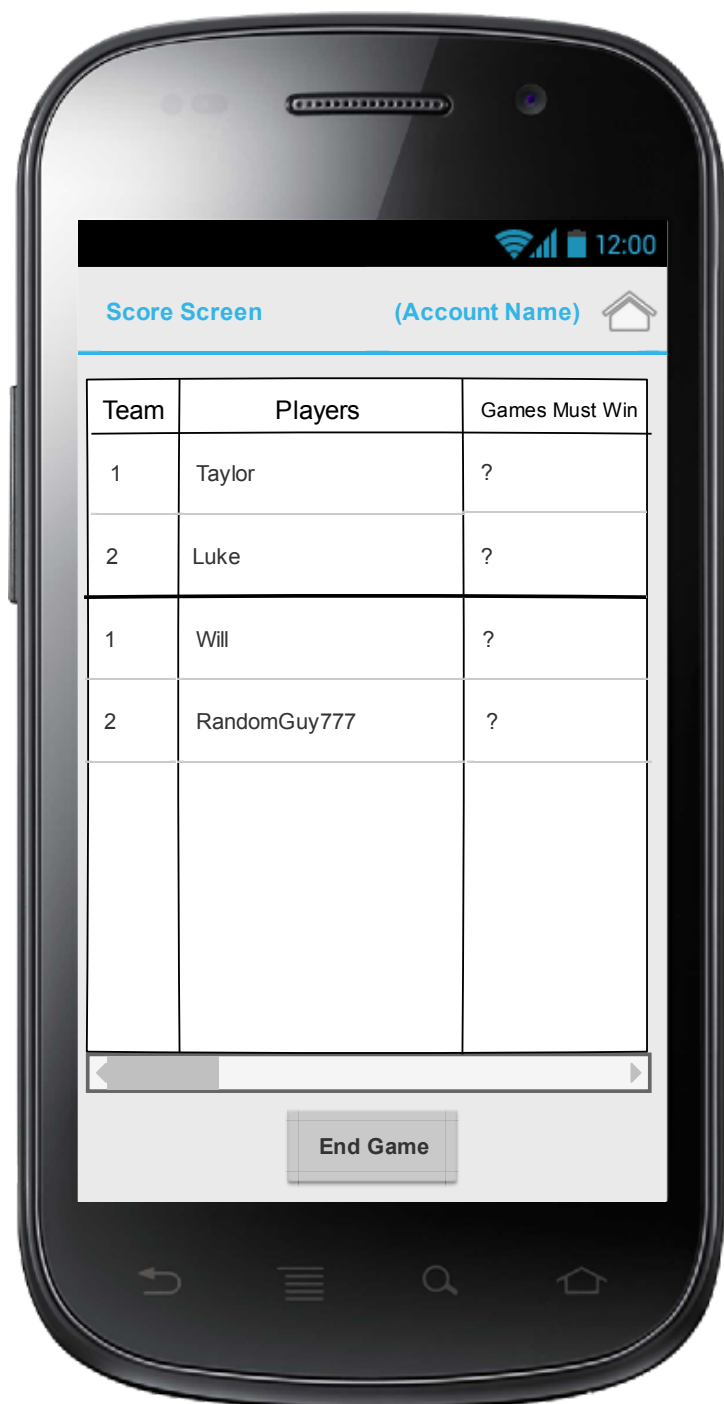 12:00
Score Screen (Account Name)
Team Players Games Must Win
1 Taylor ?
2 Luke ?
1 Will ?
2 RandomGuy777 ?
End Game